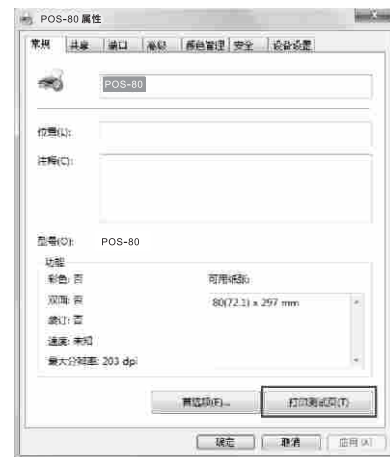 POS-80 属性
常规 共享 端口 高级 颜色管理 安全 设备设置
POS-80
位置(L):
注释(C):
型号(O): POS-80
功能
彩色: 否 可用纸张:
双面: 否 80(72.1) x 297 mm
装订: 否
速度: 未知
最大分辨率: 203 dpi
首选项(F)... 打印测试页(T)
确定 取消 应用(A)